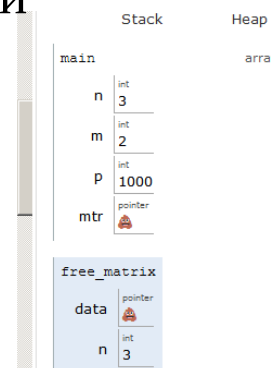 и
Stack Heap
main arra
int
n 3
int
m 2
int
p 1000
pointer
mtr 💩
free_matrix
pointer
data 💩
int
n 3